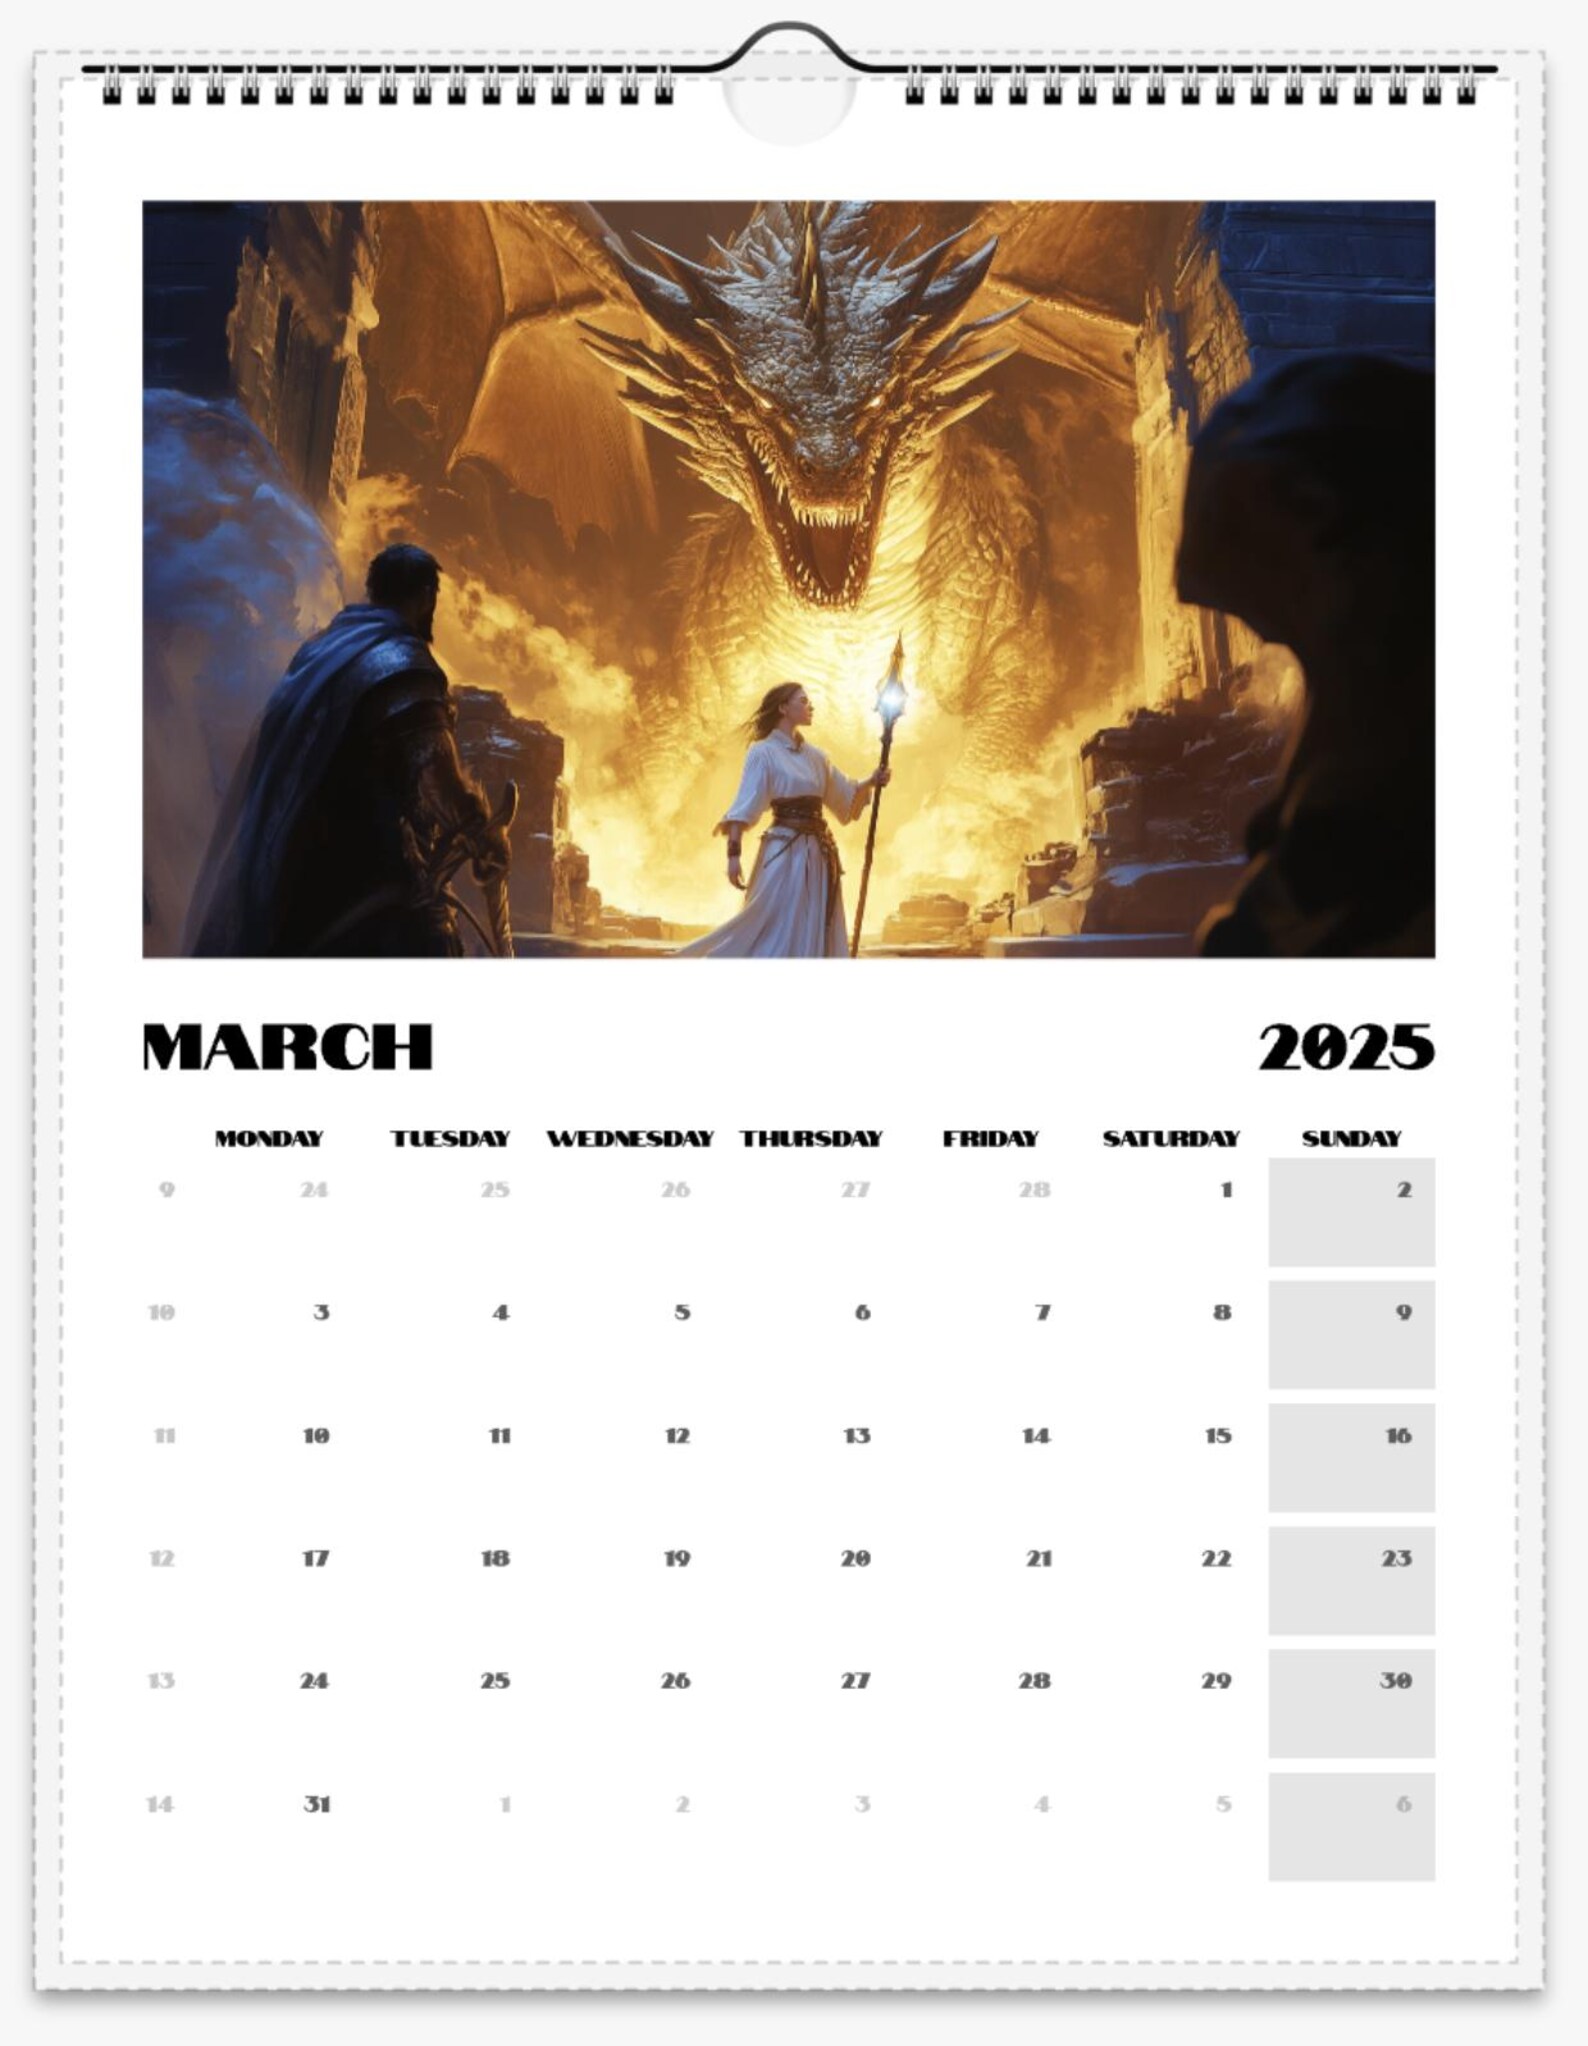 MARCH 2025
MONDAY TUESDAY WEDNESDAY THURSDAY FRIDAY SATURDAY SUNDAY
9 24 25 26 27 28 1 2
10 3 4 5 6 7 8 9
11 10 11 12 13 14 15 16
12 17 18 19 20 21 22 23
13 24 25 26 27 28 29 30
14 31 1 2 3 4 5 6